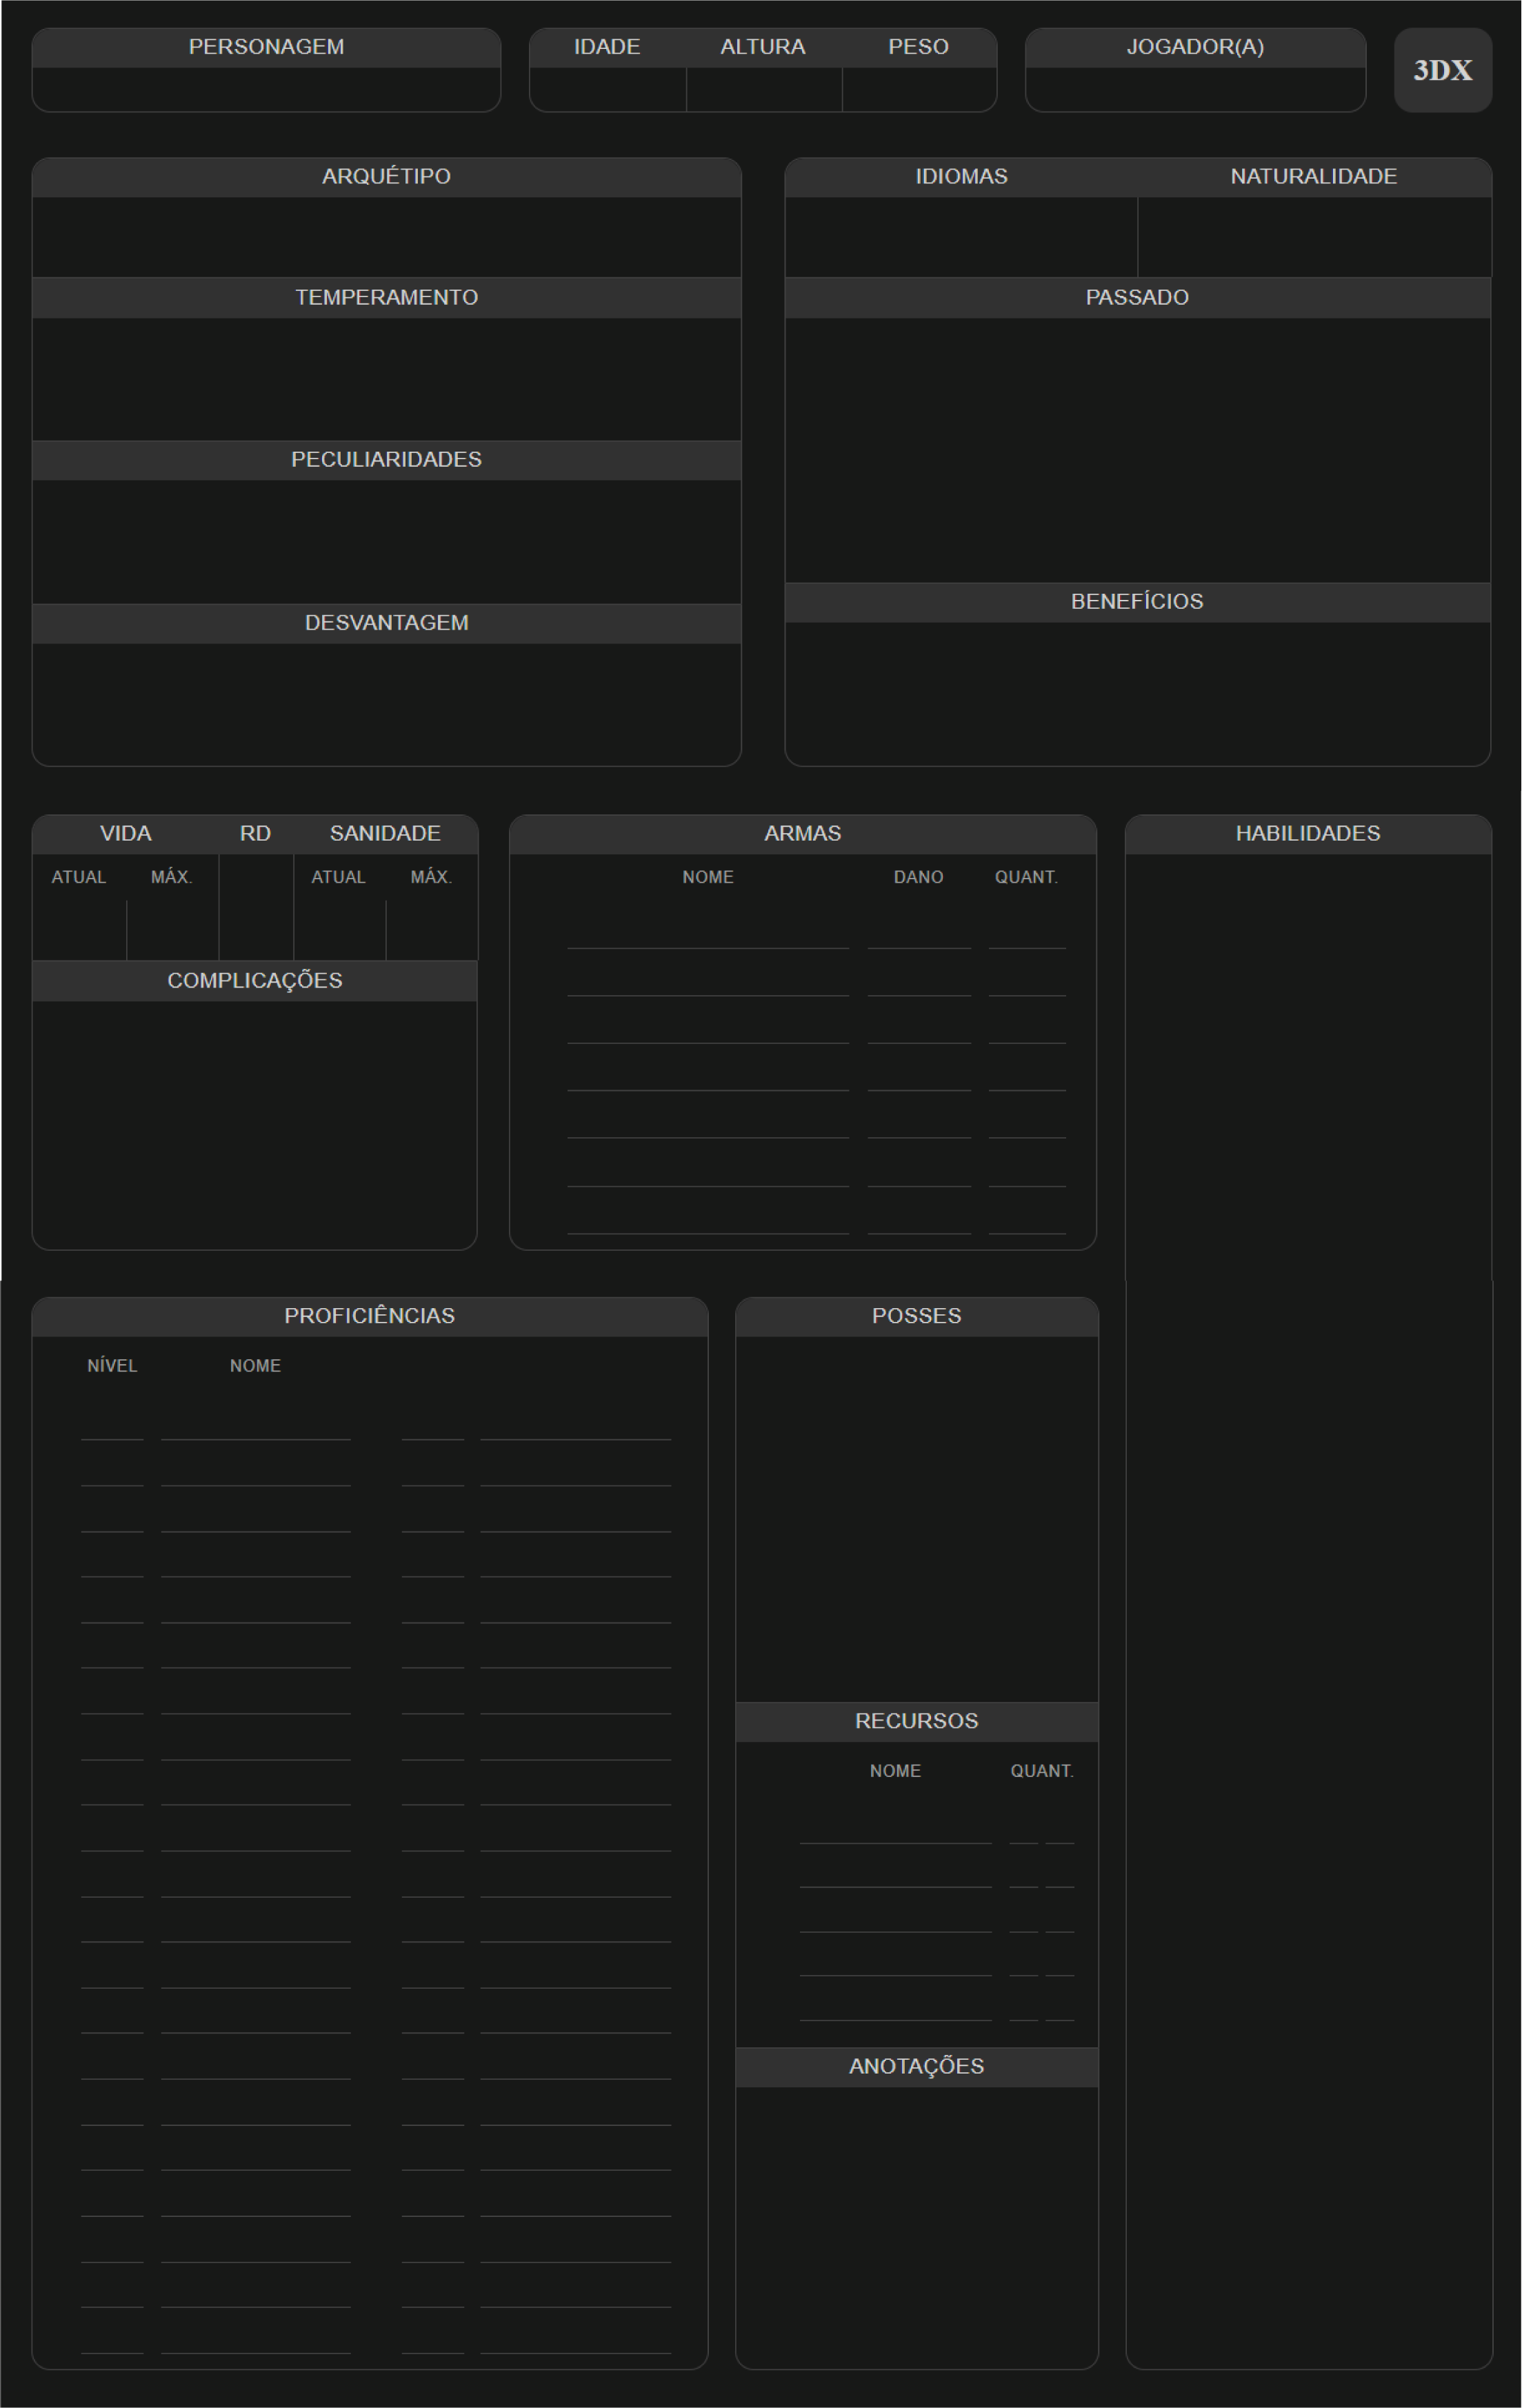 PERSONAGEM
IDADE ALTURA PESO
JOGADOR(A)
3DX
ARQUÉTIPO
TEMPERAMENTO
PECULIARIDADES
DESVANTAGEM
IDIOMAS NATURALIDADE
PASSADO
BENEFÍCIOS
VIDA RD SANIDADE
ATUAL MÁX. ATUAL MÁX.
COMPLICAÇÕES
ARMAS
NOME DANO QUANT.
HABILIDADES
PROFICIÊNCIAS
NÍVEL NOME
POSSES
RECURSOS
NOME QUANT.
ANOTAÇÕES